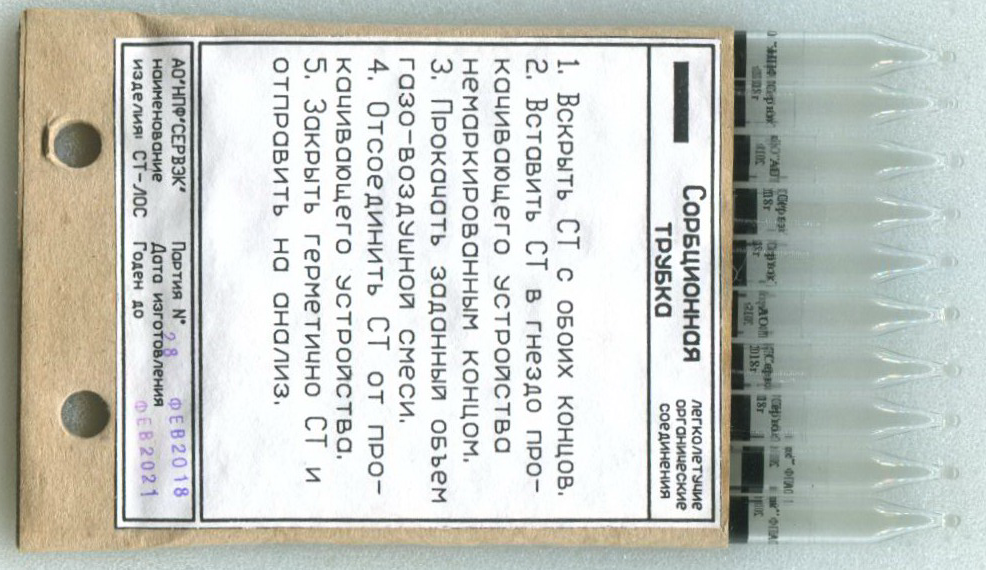 Сорбционная
трубка
легколетучие
органические
соединения
1. Вскрыть СТ с обоих концов.
2. Вставить СТ в гнездо про-
качивающего устройства
немаркированным концом.
3. Прокачать заданный объем
газо-воздушной смеси.
4. Отсоединить СТ от про-
качивающего устройства.
5. Закрыть герметично СТ и
отправить на анализ.
АО"НПФ"СЕРВЭК"
наименование
изделия: СТ-ЛОС
Партия N° 28
Дата изготовления ФЕВ2018
Годен до ФЕВ2021